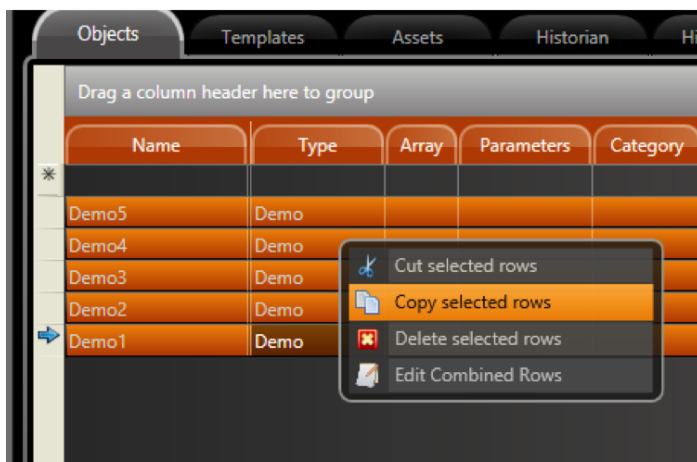 Objects Templates Assets Historian Hi
Drag a column header here to group
Name Type Array Parameters Category
Demo5 Demo
Demo4 Demo
Demo3 Demo
Demo2 Demo
Demo1 Demo
Cut selected rows
Copy selected rows
Delete selected rows
Edit Combined Rows